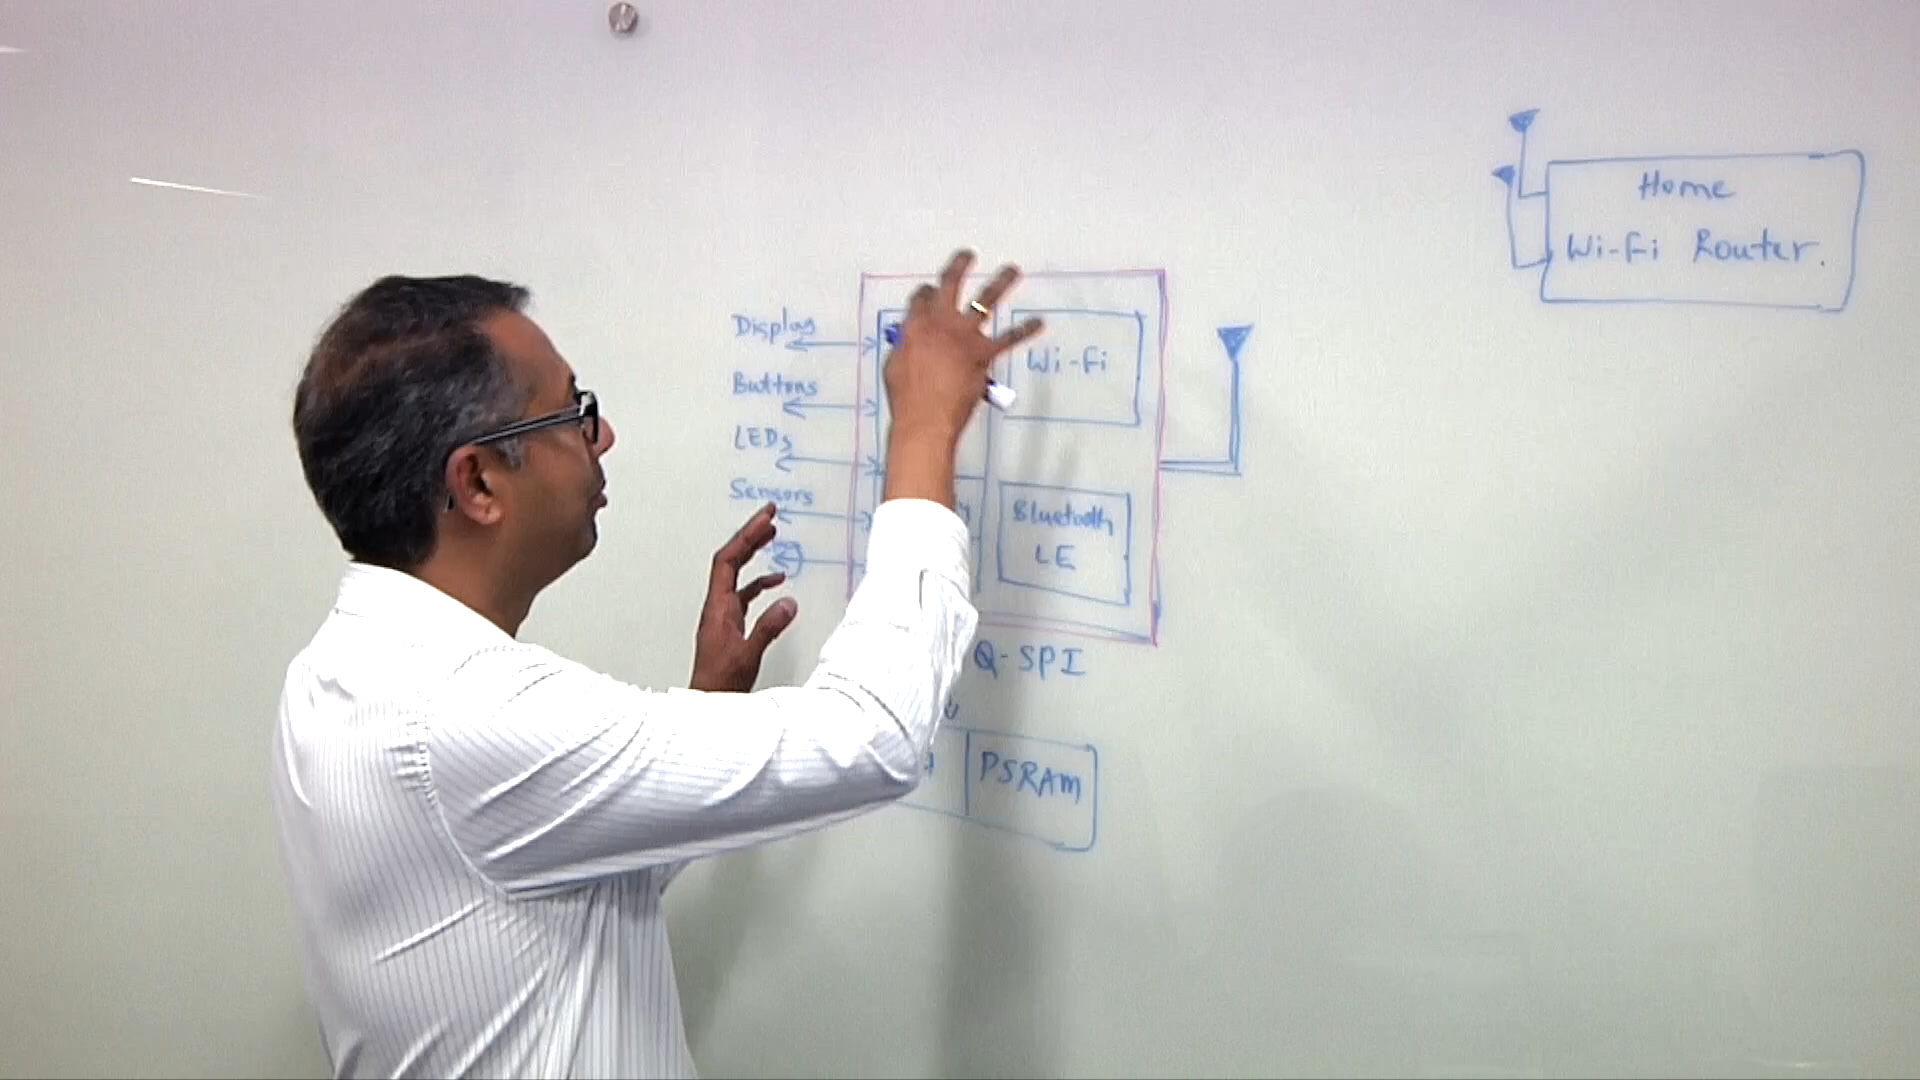 Home
Wi-Fi Router.
Display
Buttons
LEDs
Sensors
Wi-Fi
Bluetooth
LE
Q-SPI
PSRAM